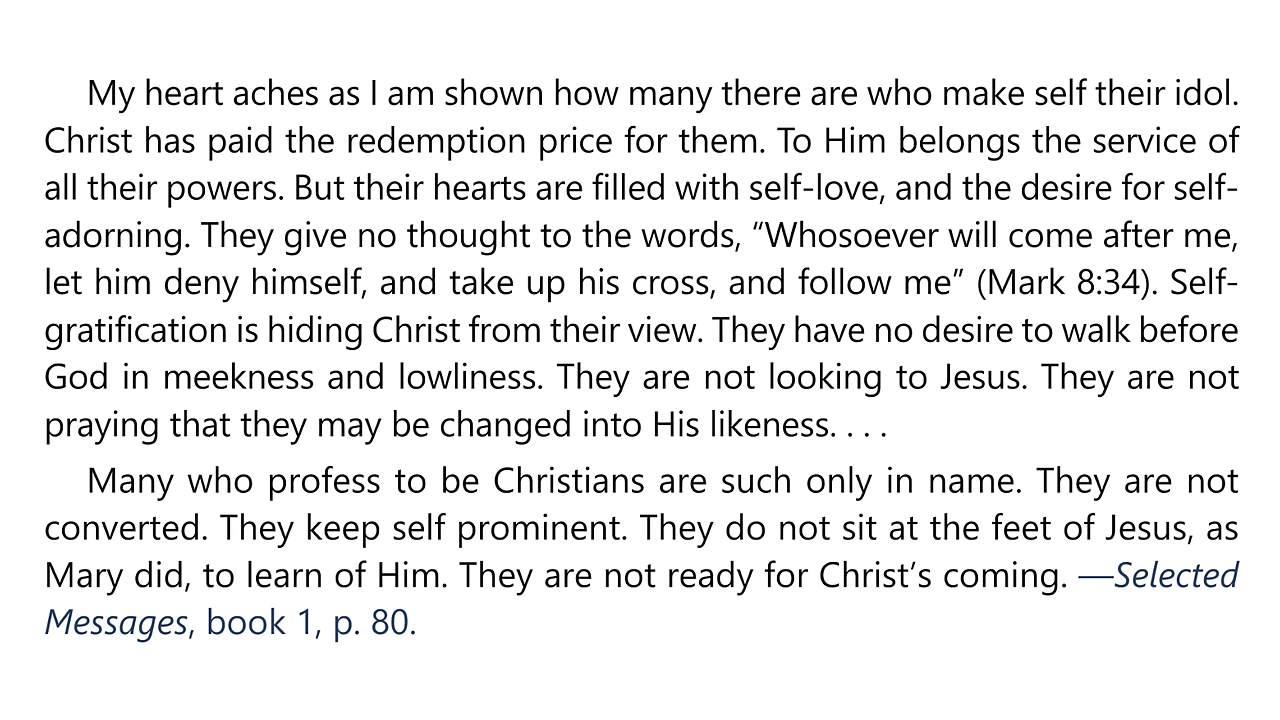 My heart aches as I am shown how many there are who make self their idol.
Christ has paid the redemption price for them. To Him belongs the service of
all their powers. But their hearts are filled with self-love, and the desire for self-
adorning. They give no thought to the words, “Whosoever will come after me,
let him deny himself, and take up his cross, and follow me” (Mark 8:34). Self-
gratification is hiding Christ from their view. They have no desire to walk before
God in meekness and lowliness. They are not looking to Jesus. They are not
praying that they may be changed into His likeness. . . .
Many who profess to be Christians are such only in name. They are not
converted. They keep self prominent. They do not sit at the feet of Jesus, as
Mary did, to learn of Him. They are not ready for Christ’s coming. —Selected
Messages, book 1, p. 80.